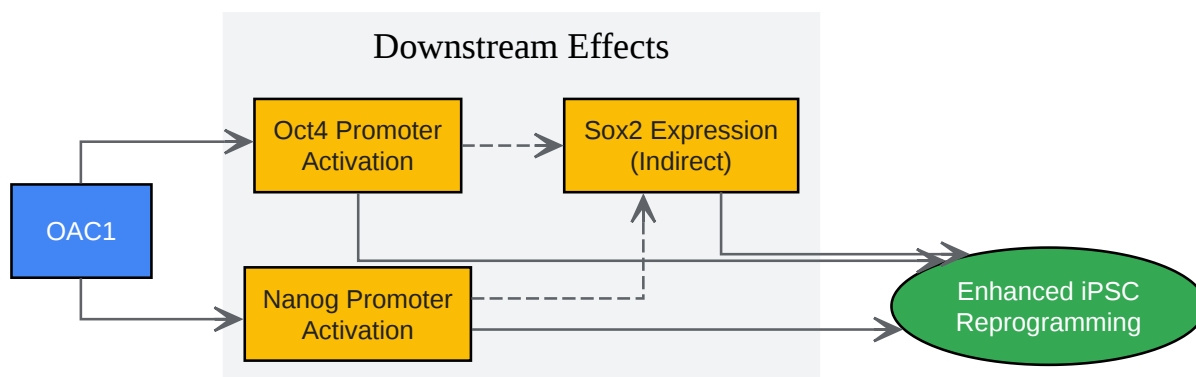 Downstream Effects
Oct4 Promoter
Activation
Sox2 Expression
(Indirect)
OAC1
Nanog Promoter
Activation
Enhanced iPSC
Reprogramming